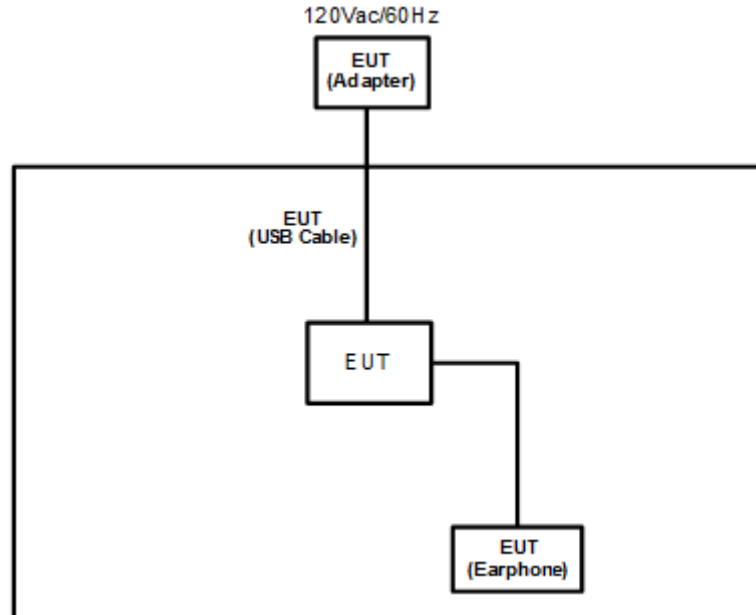 120Vac/60Hz
EUT
(Adapter)
EUT
(USB Cable)
EUT
EUT
(Earphone)